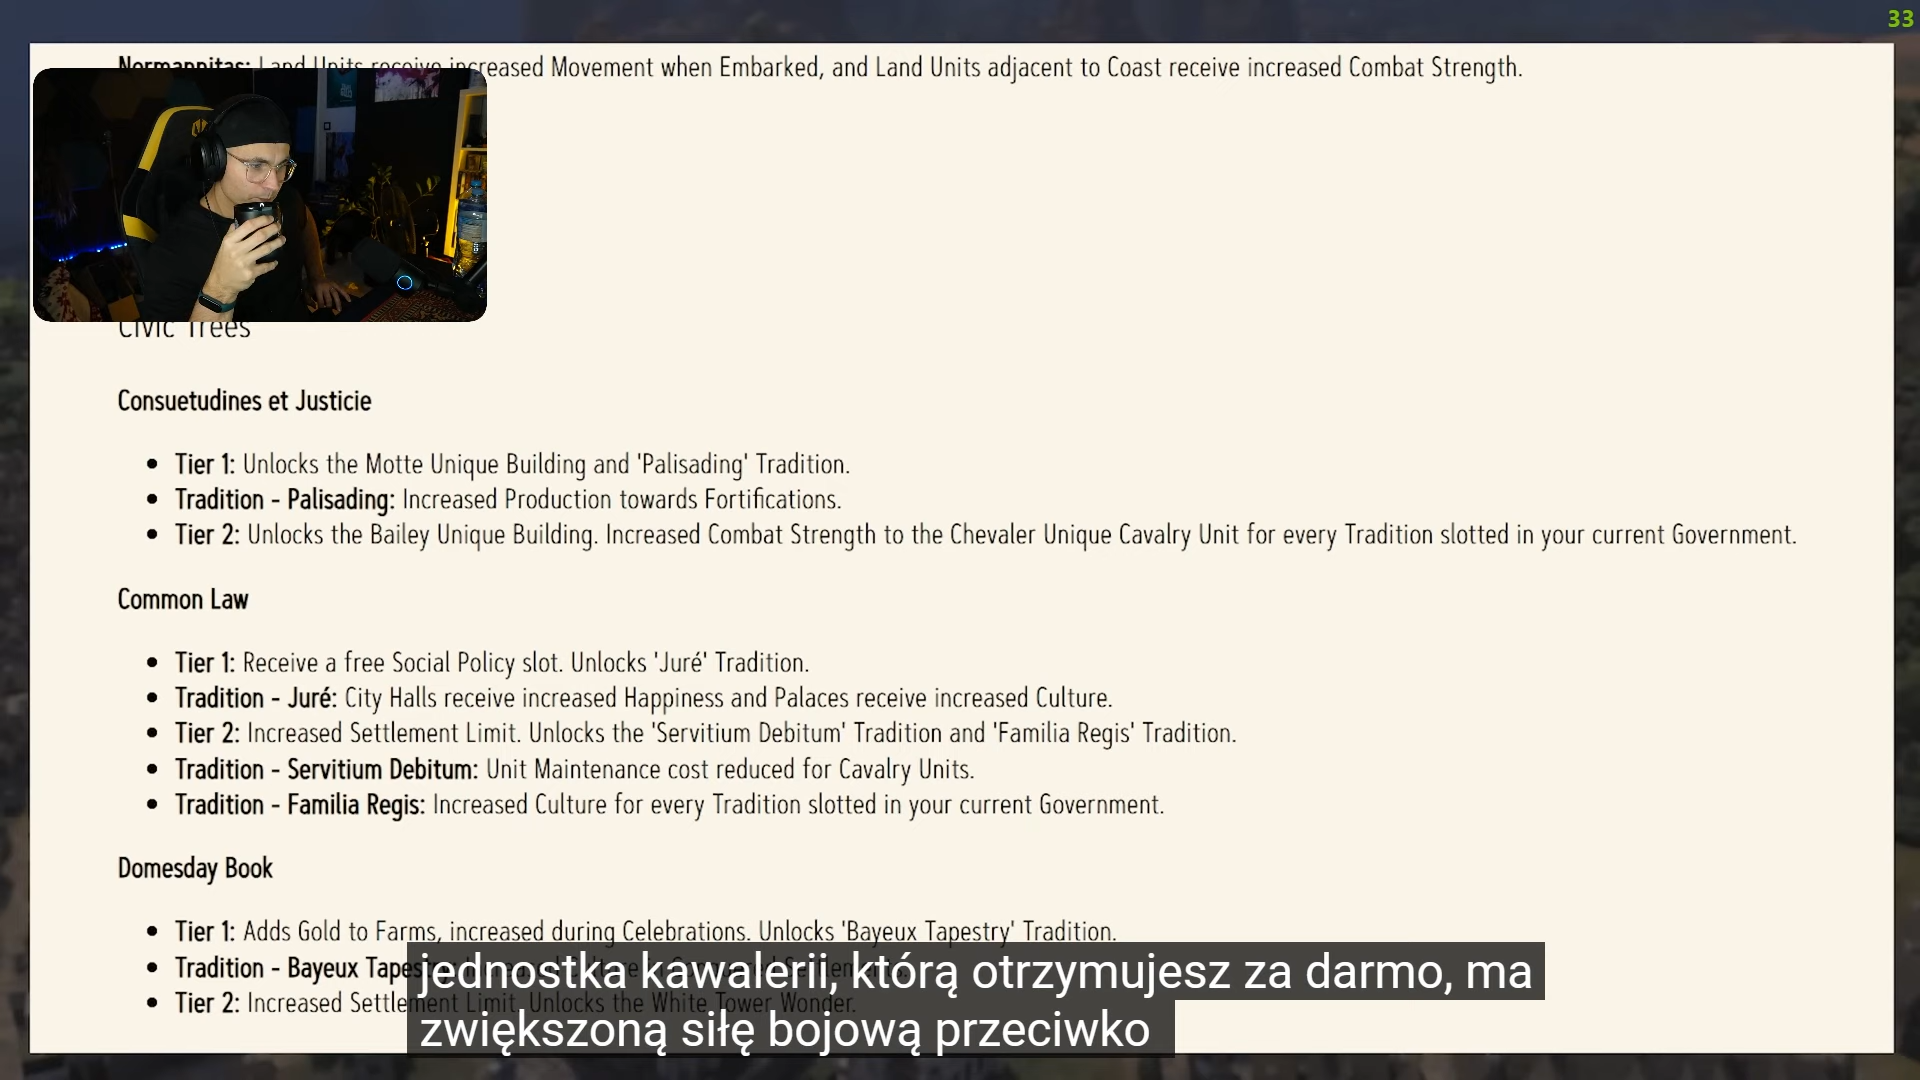 33
Normannitas: Land Units receive increased Movement when Embarked, and Land Units adjacent to Coast receive increased Combat Strength.
Civic Trees
Consuetudines et Justicie
Tier 1: Unlocks the Motte Unique Building and 'Palisading' Tradition.
Tradition - Palisading: Increased Production towards Fortifications.
Tier 2: Unlocks the Bailey Unique Building. Increased Combat Strength to the Chevaler Unique Cavalry Unit for every Tradition slotted in your current Government.
Common Law
Tier 1: Receive a free Social Policy slot. Unlocks 'Juré' Tradition.
Tradition - Juré: City Halls receive increased Happiness and Palaces receive increased Culture.
Tier 2: Increased Settlement Limit. Unlocks the 'Servitium Debitum' Tradition and 'Familia Regis' Tradition.
Tradition - Servitium Debitum: Unit Maintenance cost reduced for Cavalry Units.
Tradition - Familia Regis: Increased Culture for every Tradition slotted in your current Government.
Domesday Book
Tier 1: Adds Gold to Farms, increased during Celebrations. Unlocks 'Bayeux Tapestry' Tradition.
Tradition - Bayeux Tapestry
Tier 2: Increased Settlement Limit. Unlocks the White Tower Wonder.
jednostka kawalerii, którą otrzymujesz za darmo, ma
zwiększoną siłę bojową przeciwko